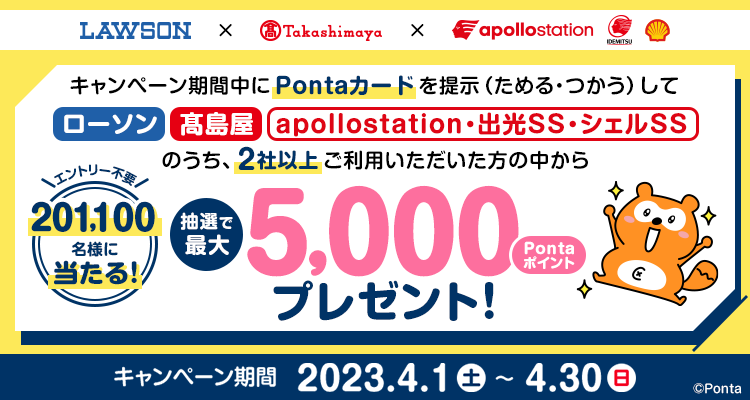 LAWSON × 髙 Takashimaya × apollostation IDEMITSU
キャンペーン期間中にPontaカードを提示（ためる・つかう）して
ローソン 髙島屋 apollostation・出光SS・シェルSS
のうち、2社以上ご利用いただいた方の中から
エントリー不要
201,100
名様に
当たる!
抽選で
最大
5,000
Ponta
ポイント
プレゼント!
キャンペーン期間 2023.4.1土 ～ 4.30日
©Ponta